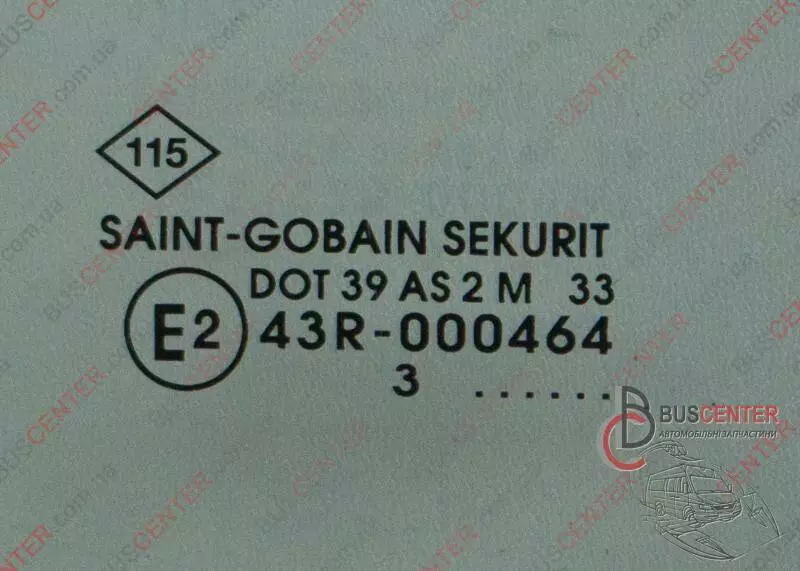 115
SAINT-GOBAIN SEKURIT
DOT 39 AS 2 M 33
E2 43R-000464
3 ......
BUSCENTER
АВТОМОБІЛЬНІ ЗАПЧАСТИНИ